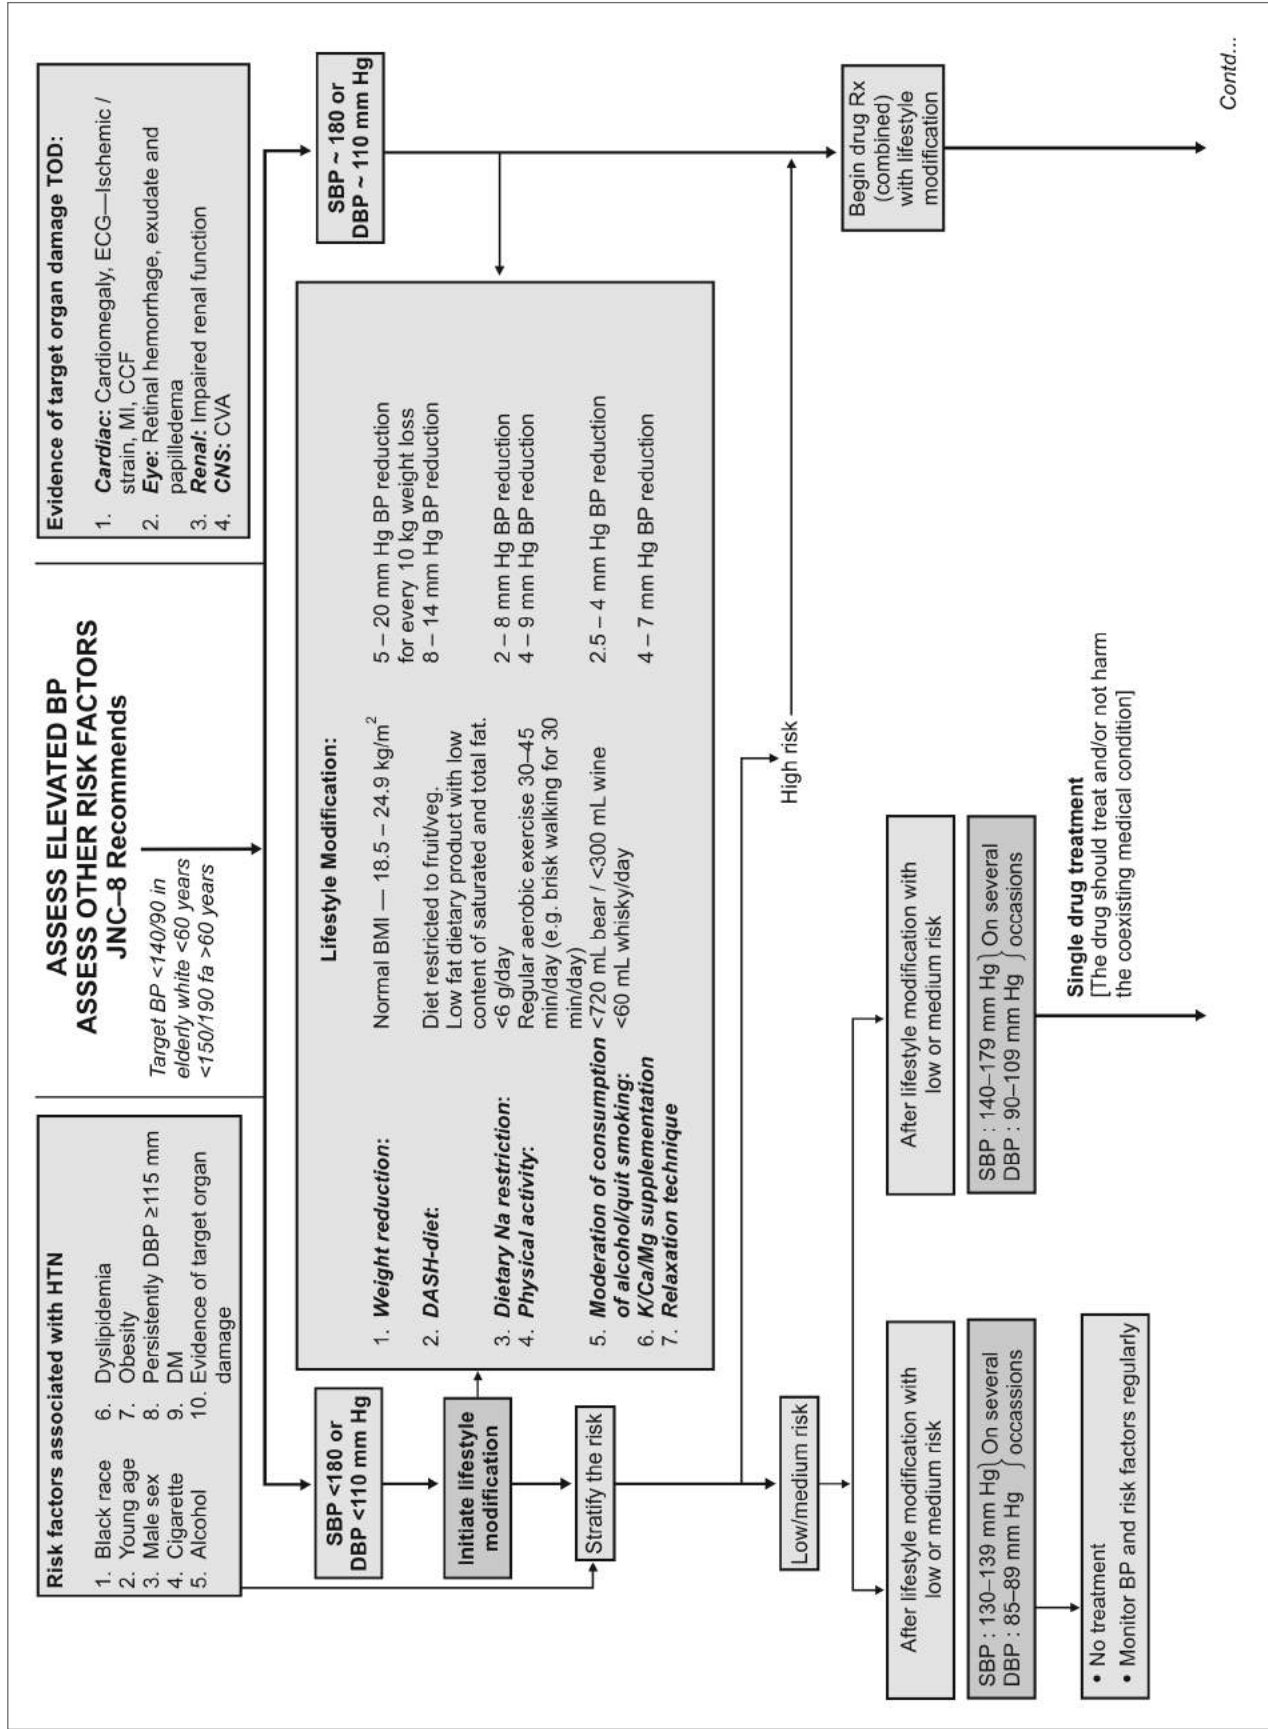 ASSESS ELEVATED BP
ASSESS OTHER RISK FACTORS
JNC–8 Recommends
Target BP <140/90 in
elderly white <60 years
<150/190 fa >60 years
Risk factors associated with HTN
1. Black race
2. Young age
3. Male sex
4. Cigarette
5. Alcohol
6. Dyslipidemia
7. Obesity
8. Persistently DBP ≥115 mm
9. DM
10. Evidence of target organ
damage
Evidence of target organ damage TOD:
1. Cardiac: Cardiomegaly, ECG—Ischemic /
strain, MI, CCF
2. Eye: Retinal hemorrhage, exudate and
papilledema
3. Renal: Impaired renal function
4. CNS: CVA
SBP <180 or
DBP <110 mm Hg
SBP ~ 180 or
DBP ~ 110 mm Hg
Initiate lifestyle
modification
Lifestyle Modification:
1. Weight reduction: Normal BMI — 18.5 – 24.9 kg/m² 5 – 20 mm Hg BP reduction
for every 10 kg weight loss
2. DASH-diet: Diet restricted to fruit/veg. 8 – 14 mm Hg BP reduction
Low fat dietary product with low
content of saturated and total fat.
3. Dietary Na restriction: <6 g/day 2 – 8 mm Hg BP reduction
4. Physical activity: Regular aerobic exercise 30–45 4 – 9 mm Hg BP reduction
min/day (e.g. brisk walking for 30
min/day)
5. Moderation of consumption <720 mL bear / <300 mL wine 2.5 – 4 mm Hg BP reduction
of alcohol/quit smoking: <60 mL whisky/day
6. K/Ca/Mg supplementation 4 – 7 mm Hg BP reduction
7. Relaxation technique
Stratify the risk
High risk
Low/medium risk
Begin drug Rx
(combined)
with lifestyle
modification
After lifestyle modification with
low or medium risk
SBP : 130–139 mm Hg } On several
DBP : 85–89 mm Hg } occassions
• No treatment
• Monitor BP and risk factors regularly
After lifestyle modification with
low or medium risk
SBP : 140–179 mm Hg } On several
DBP : 90–109 mm Hg } occasions
Single drug treatment
[The drug should treat and/or not harm
the coexisting medical condition]
Contd...